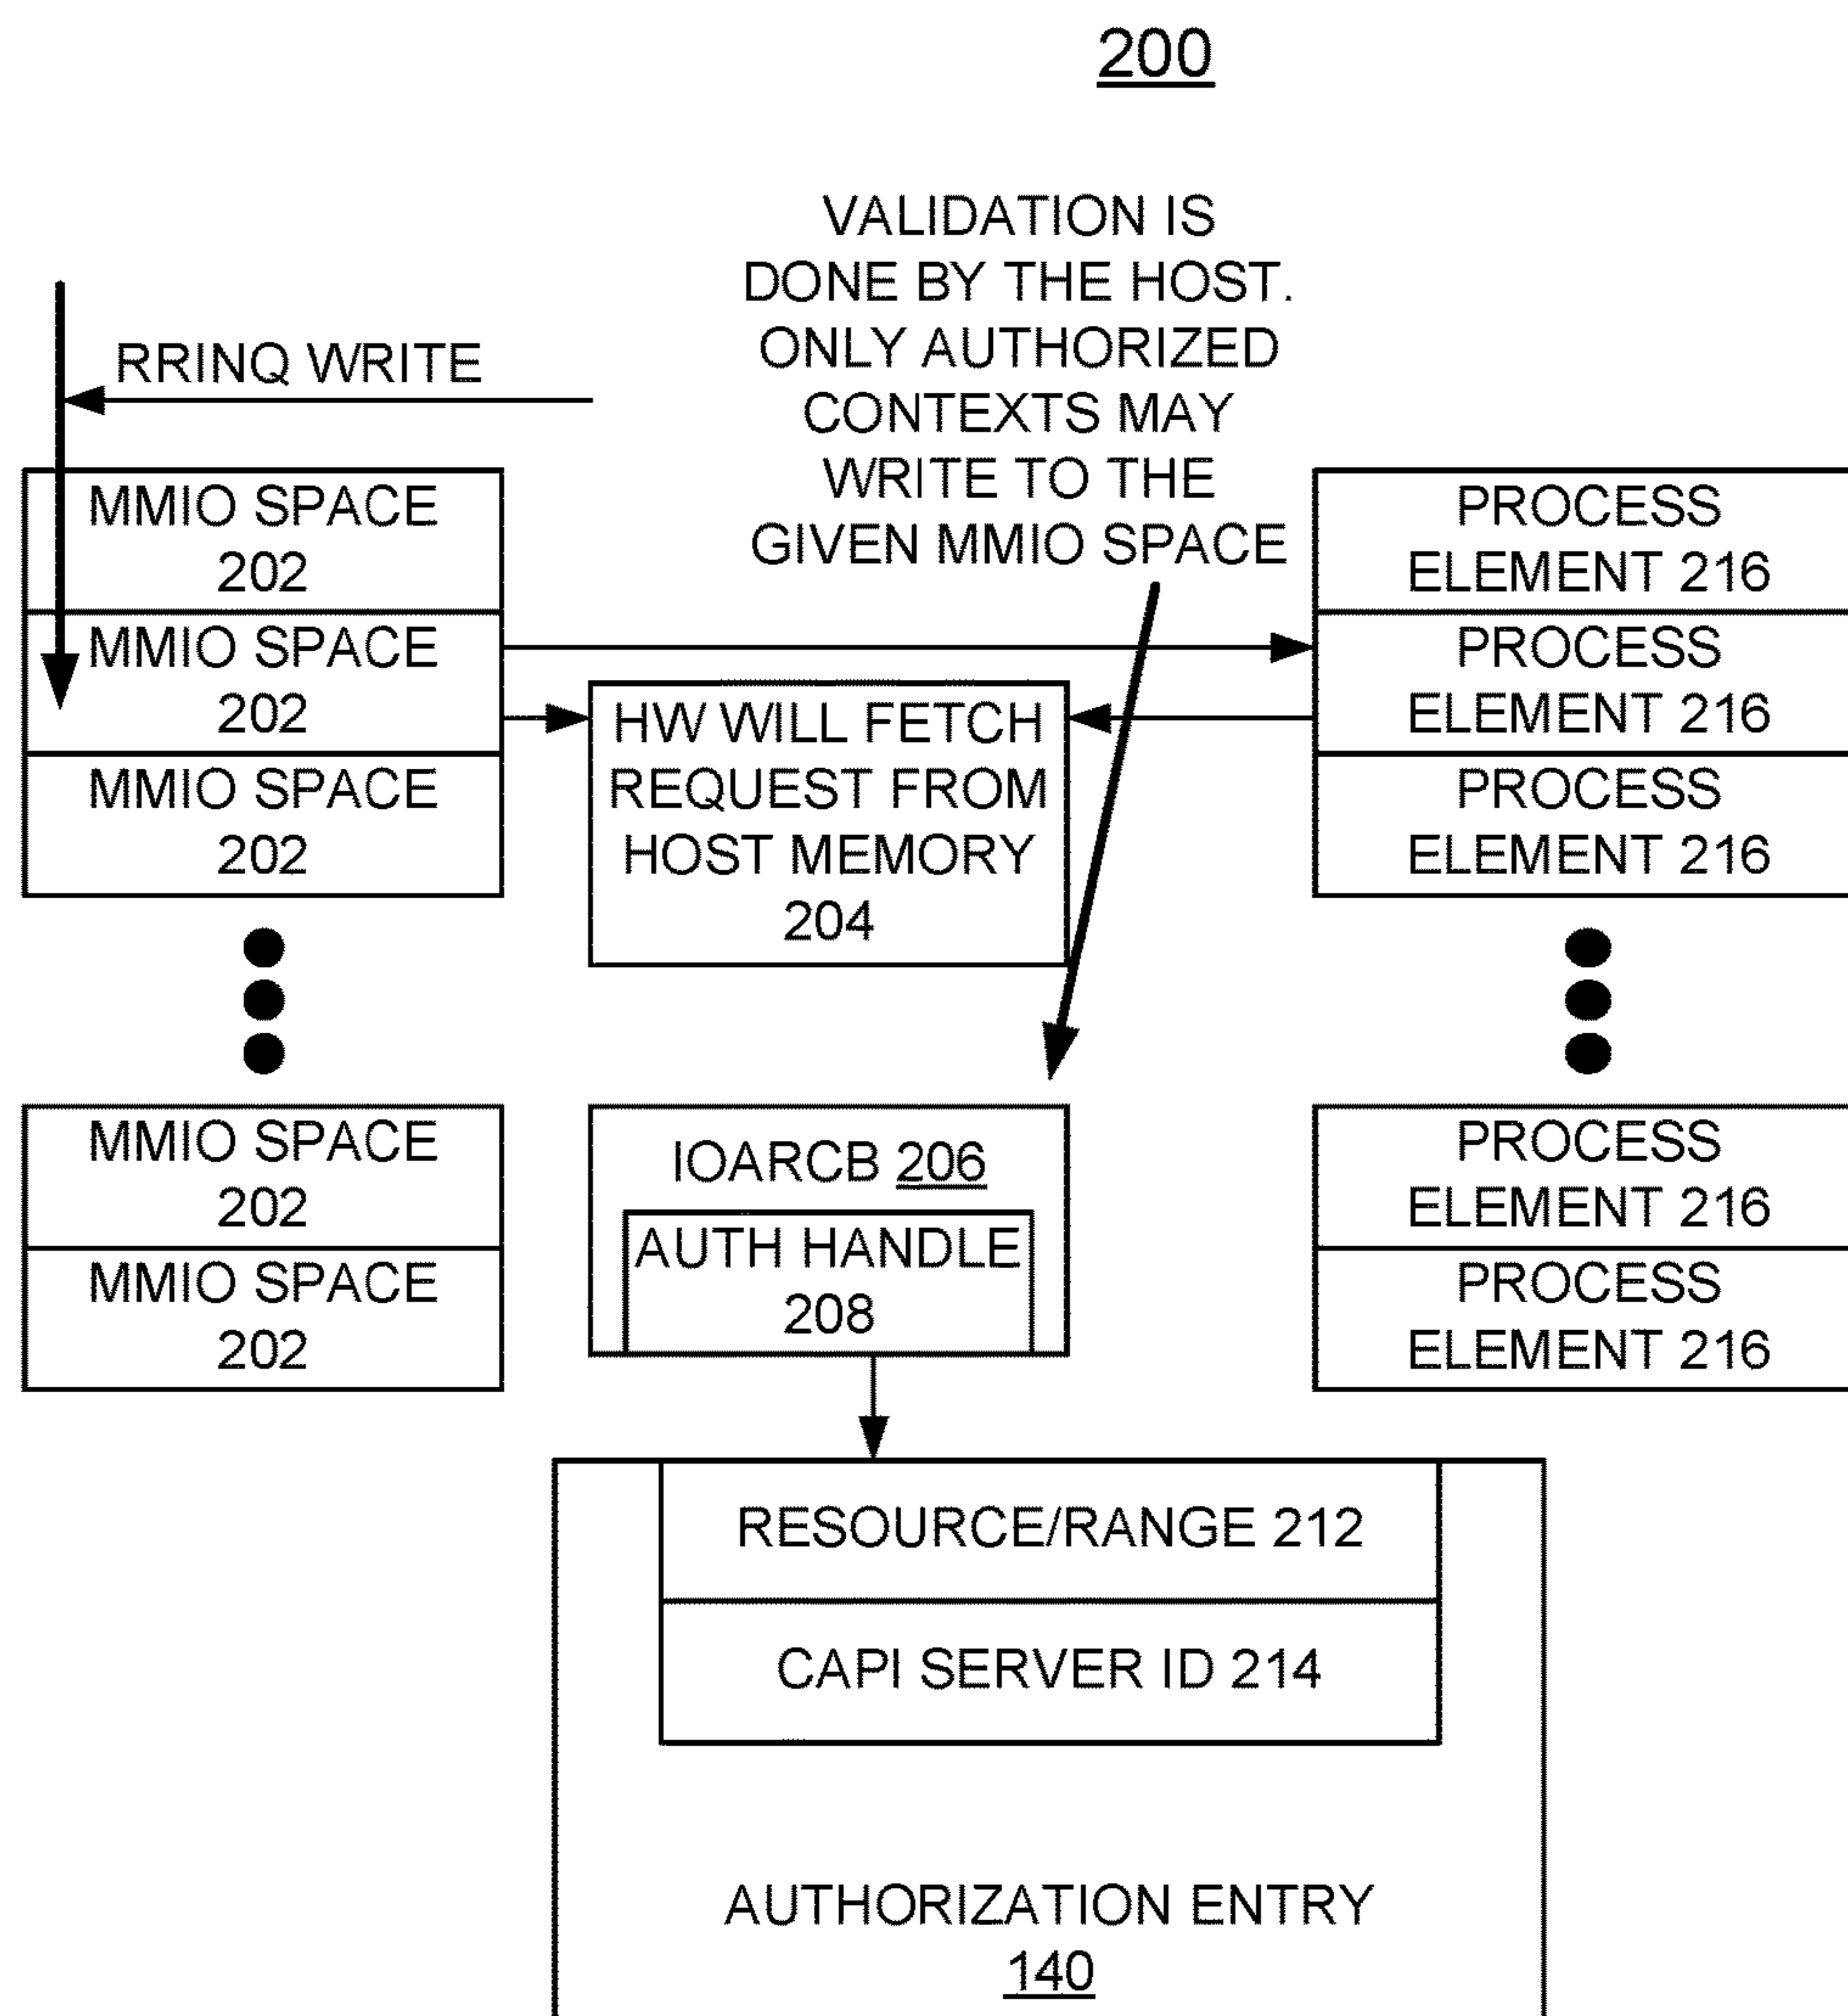 200
VALIDATION IS
DONE BY THE HOST.
ONLY AUTHORIZED
CONTEXTS MAY
WRITE TO THE
GIVEN MMIO SPACE
RRINQ WRITE
MMIO SPACE
202
MMIO SPACE
202
MMIO SPACE
202
HW WILL FETCH
REQUEST FROM
HOST MEMORY
204
PROCESS
ELEMENT 216
PROCESS
ELEMENT 216
PROCESS
ELEMENT 216
MMIO SPACE
202
MMIO SPACE
202
IOARCB 206
AUTH HANDLE
208
PROCESS
ELEMENT 216
PROCESS
ELEMENT 216
RESOURCE/RANGE 212
CAPI SERVER ID 214
AUTHORIZATION ENTRY
140